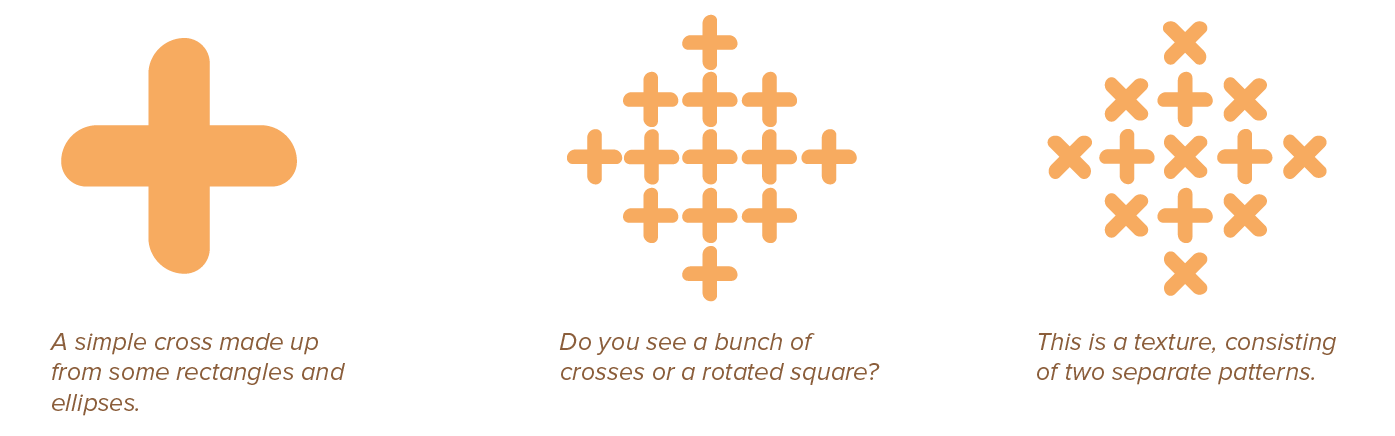 A simple cross made up
from some rectangles and
ellipses.
Do you see a bunch of
crosses or a rotated square?
This is a texture, consisting
of two separate patterns.